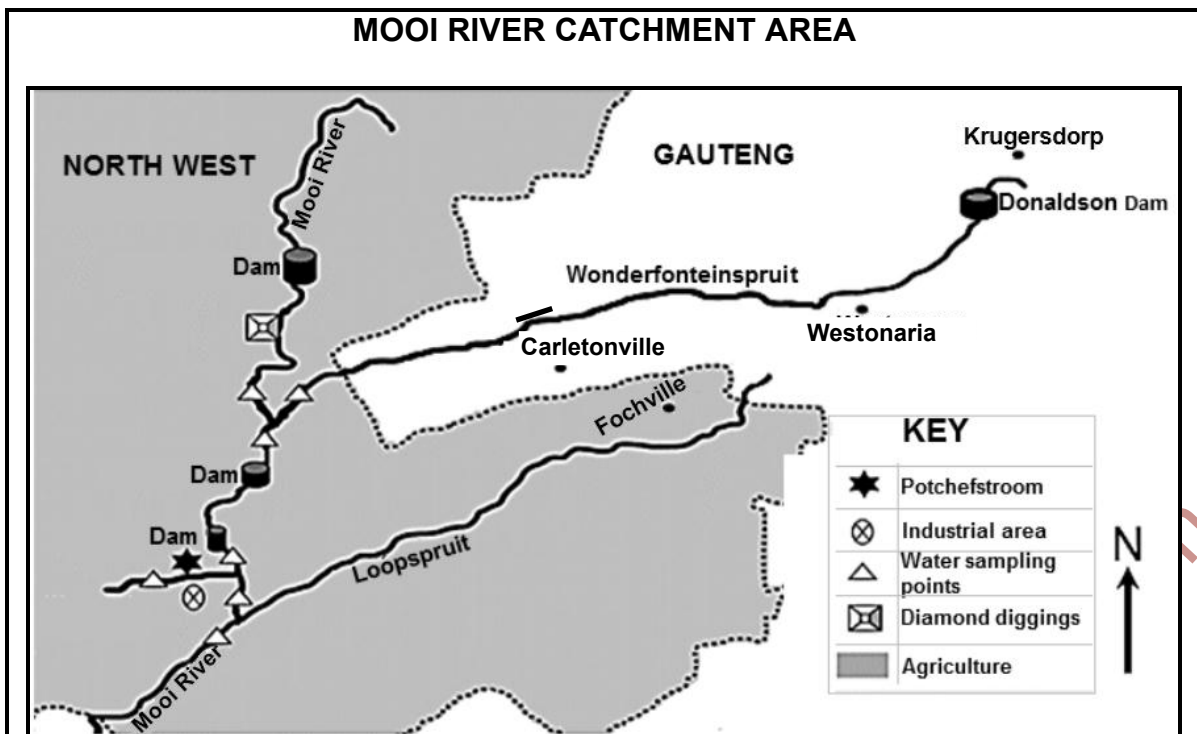 MOOI RIVER CATCHMENT AREA
NORTH WEST
Mooi River
GAUTENG
Krugersdorp
Donaldson Dam
Dam
Wonderfonteinspruit
Westonaria
Carletonville
Fochville
Dam
Dam
Loopspruit
Mooi River
KEY
Potchefstroom
Industrial area
Water sampling
points
Diamond diggings
Agriculture
N